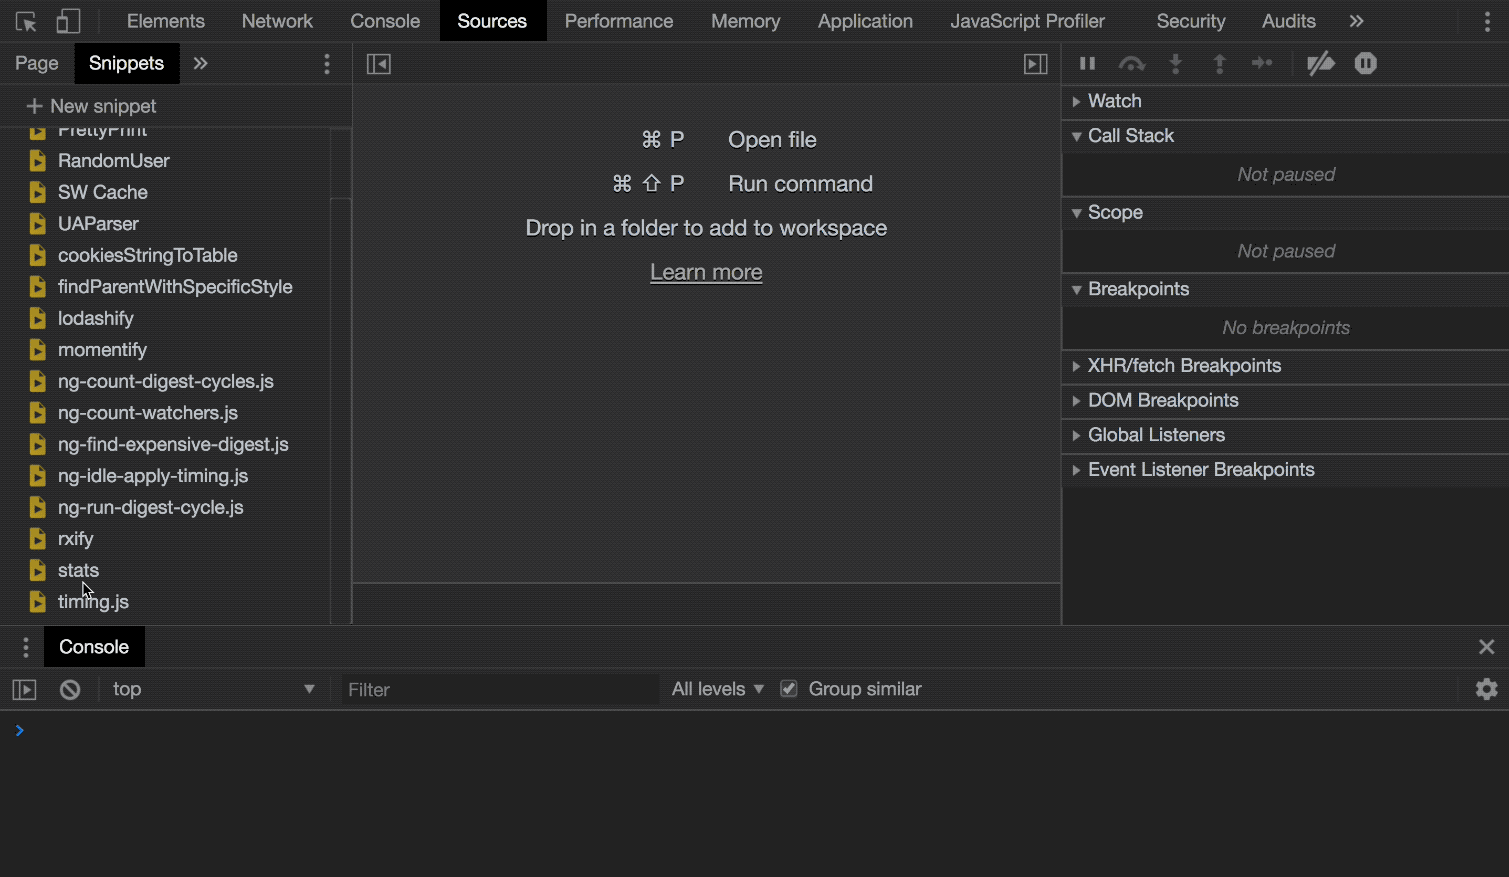 Elements Network Console Sources Performance Memory Application JavaScript Profiler Security Audits »
Page Snippets »
+ New snippet
PrettyPrint
RandomUser
SW Cache
UAParser
cookiesStringToTable
findParentWithSpecificStyle
lodashify
momentify
ng-count-digest-cycles.js
ng-count-watchers.js
ng-find-expensive-digest.js
ng-idle-apply-timing.js
ng-run-digest-cycle.js
rxify
stats
timing.js
⌘ P Open file
⌘ ⇧ P Run command
Drop in a folder to add to workspace
Learn more
Watch
Call Stack
Not paused
Scope
Not paused
Breakpoints
No breakpoints
XHR/fetch Breakpoints
DOM Breakpoints
Global Listeners
Event Listener Breakpoints
Console
top Filter All levels Group similar